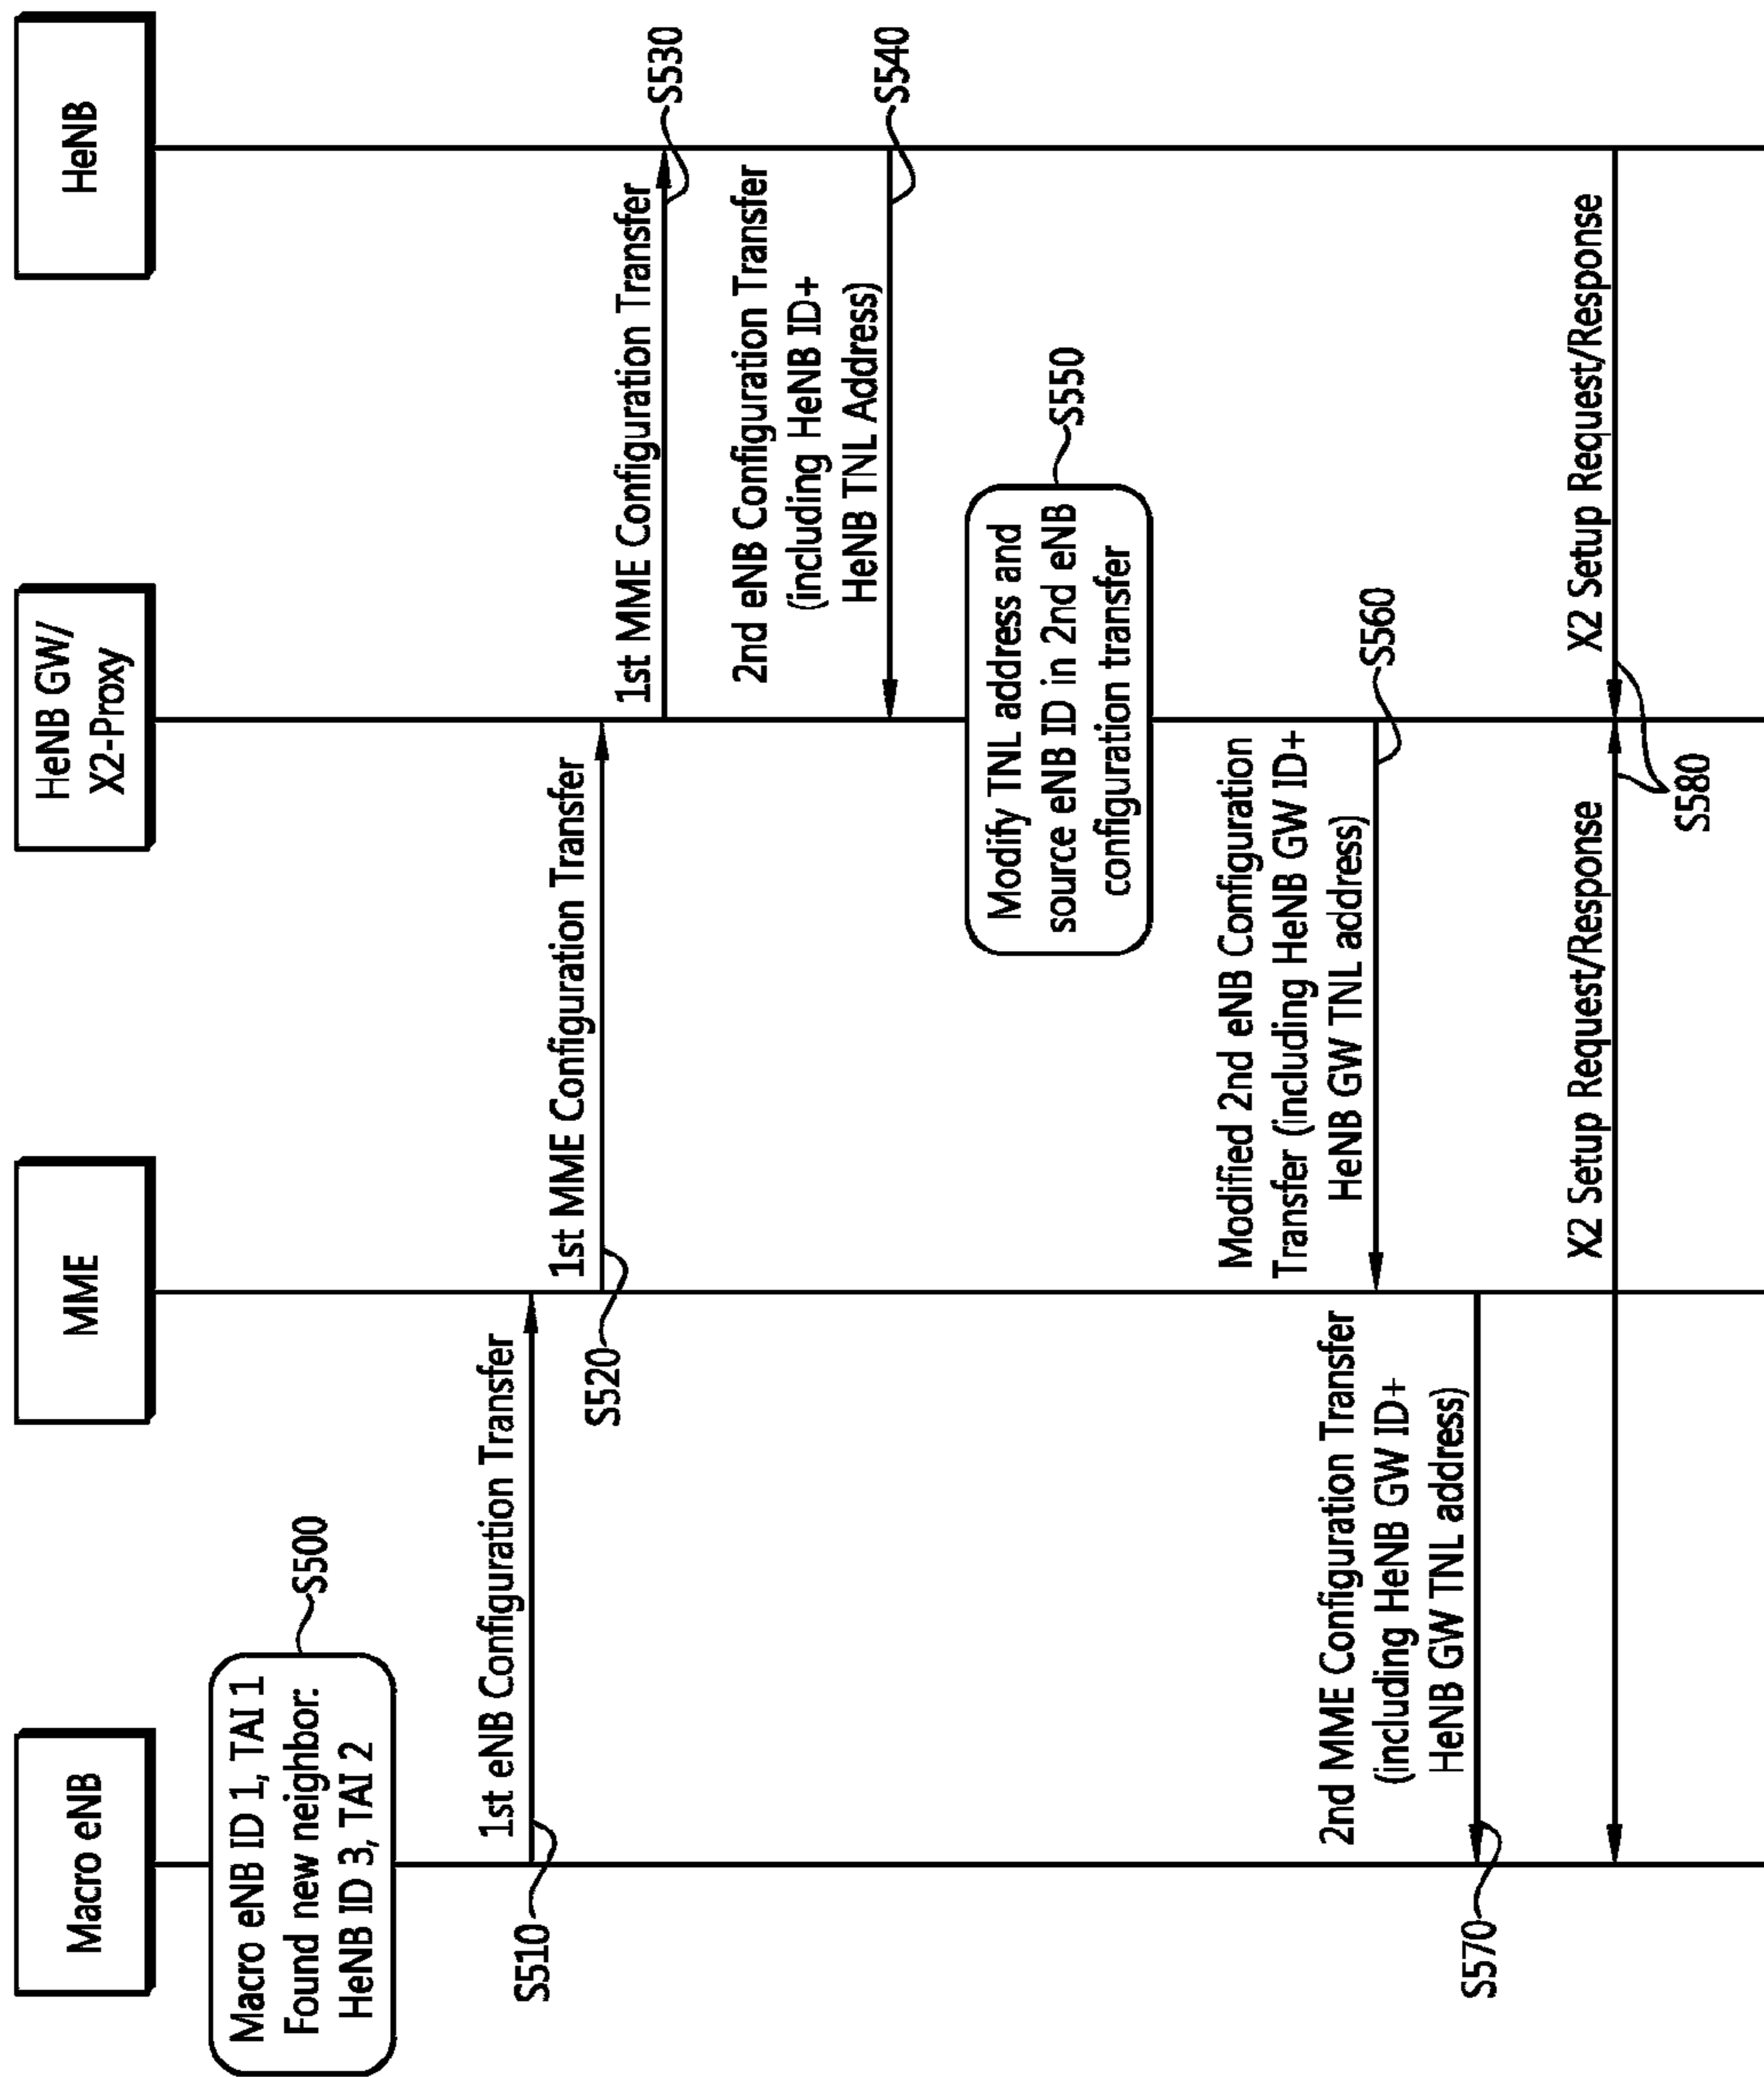 Macro eNB
MME
HeNB GW/
X2-Proxy
HeNB
Macro eNB ID 1, TAI 1
Found new neighbor:
HeNB ID 3, TAI 2
S500
1st eNB Configuration Transfer
S510
1st MME Configuration Transfer
S520
1st MME Configuration Transfer
S530
2nd eNB Configuration Transfer
(including HeNB ID+
HeNB TNL Address)
S540
Modify TNL address and
source eNB ID in 2nd eNB
configuration transfer
S550
Modified 2nd eNB Configuration
Transfer (including HeNB GW ID+
HeNB GW TNL address)
S560
2nd MME Configuration Transfer
(including HeNB GW ID+
HeNB GW TNL address)
S570
X2 Setup Request/Response
X2 Setup Request/Response
S580